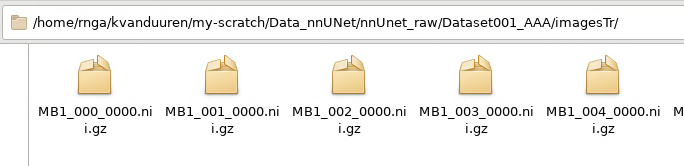 /home/rnga/kvanduuren/my-scratch/Data_nnUNet/nnUnet_raw/Dataset001_AAA/imagesTr/
MB1_000_0000.ni
i.gz
MB1_001_0000.ni
i.gz
MB1_002_0000.ni
i.gz
MB1_003_0000.ni
i.gz
MB1_004_0000.ni
i.gz
M